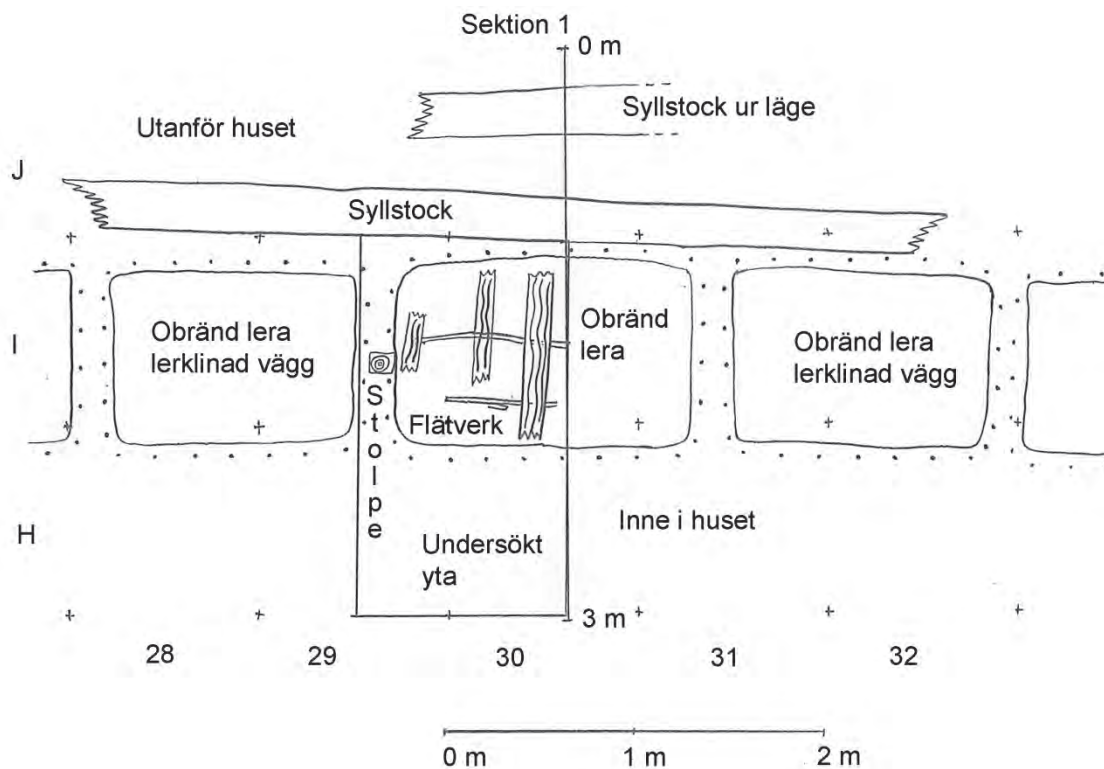 Sektion 1
0 m
Syllstock ur läge
Utanför huset
J
Syllstock
I
Obränd lera
lerklinad vägg
Obränd
lera
Obränd lera
lerklinad vägg
Stolpe
Flätverk
H
Inne i huset
Undersökt
yta
3 m
28 29 30 31 32
0 m 1 m 2 m